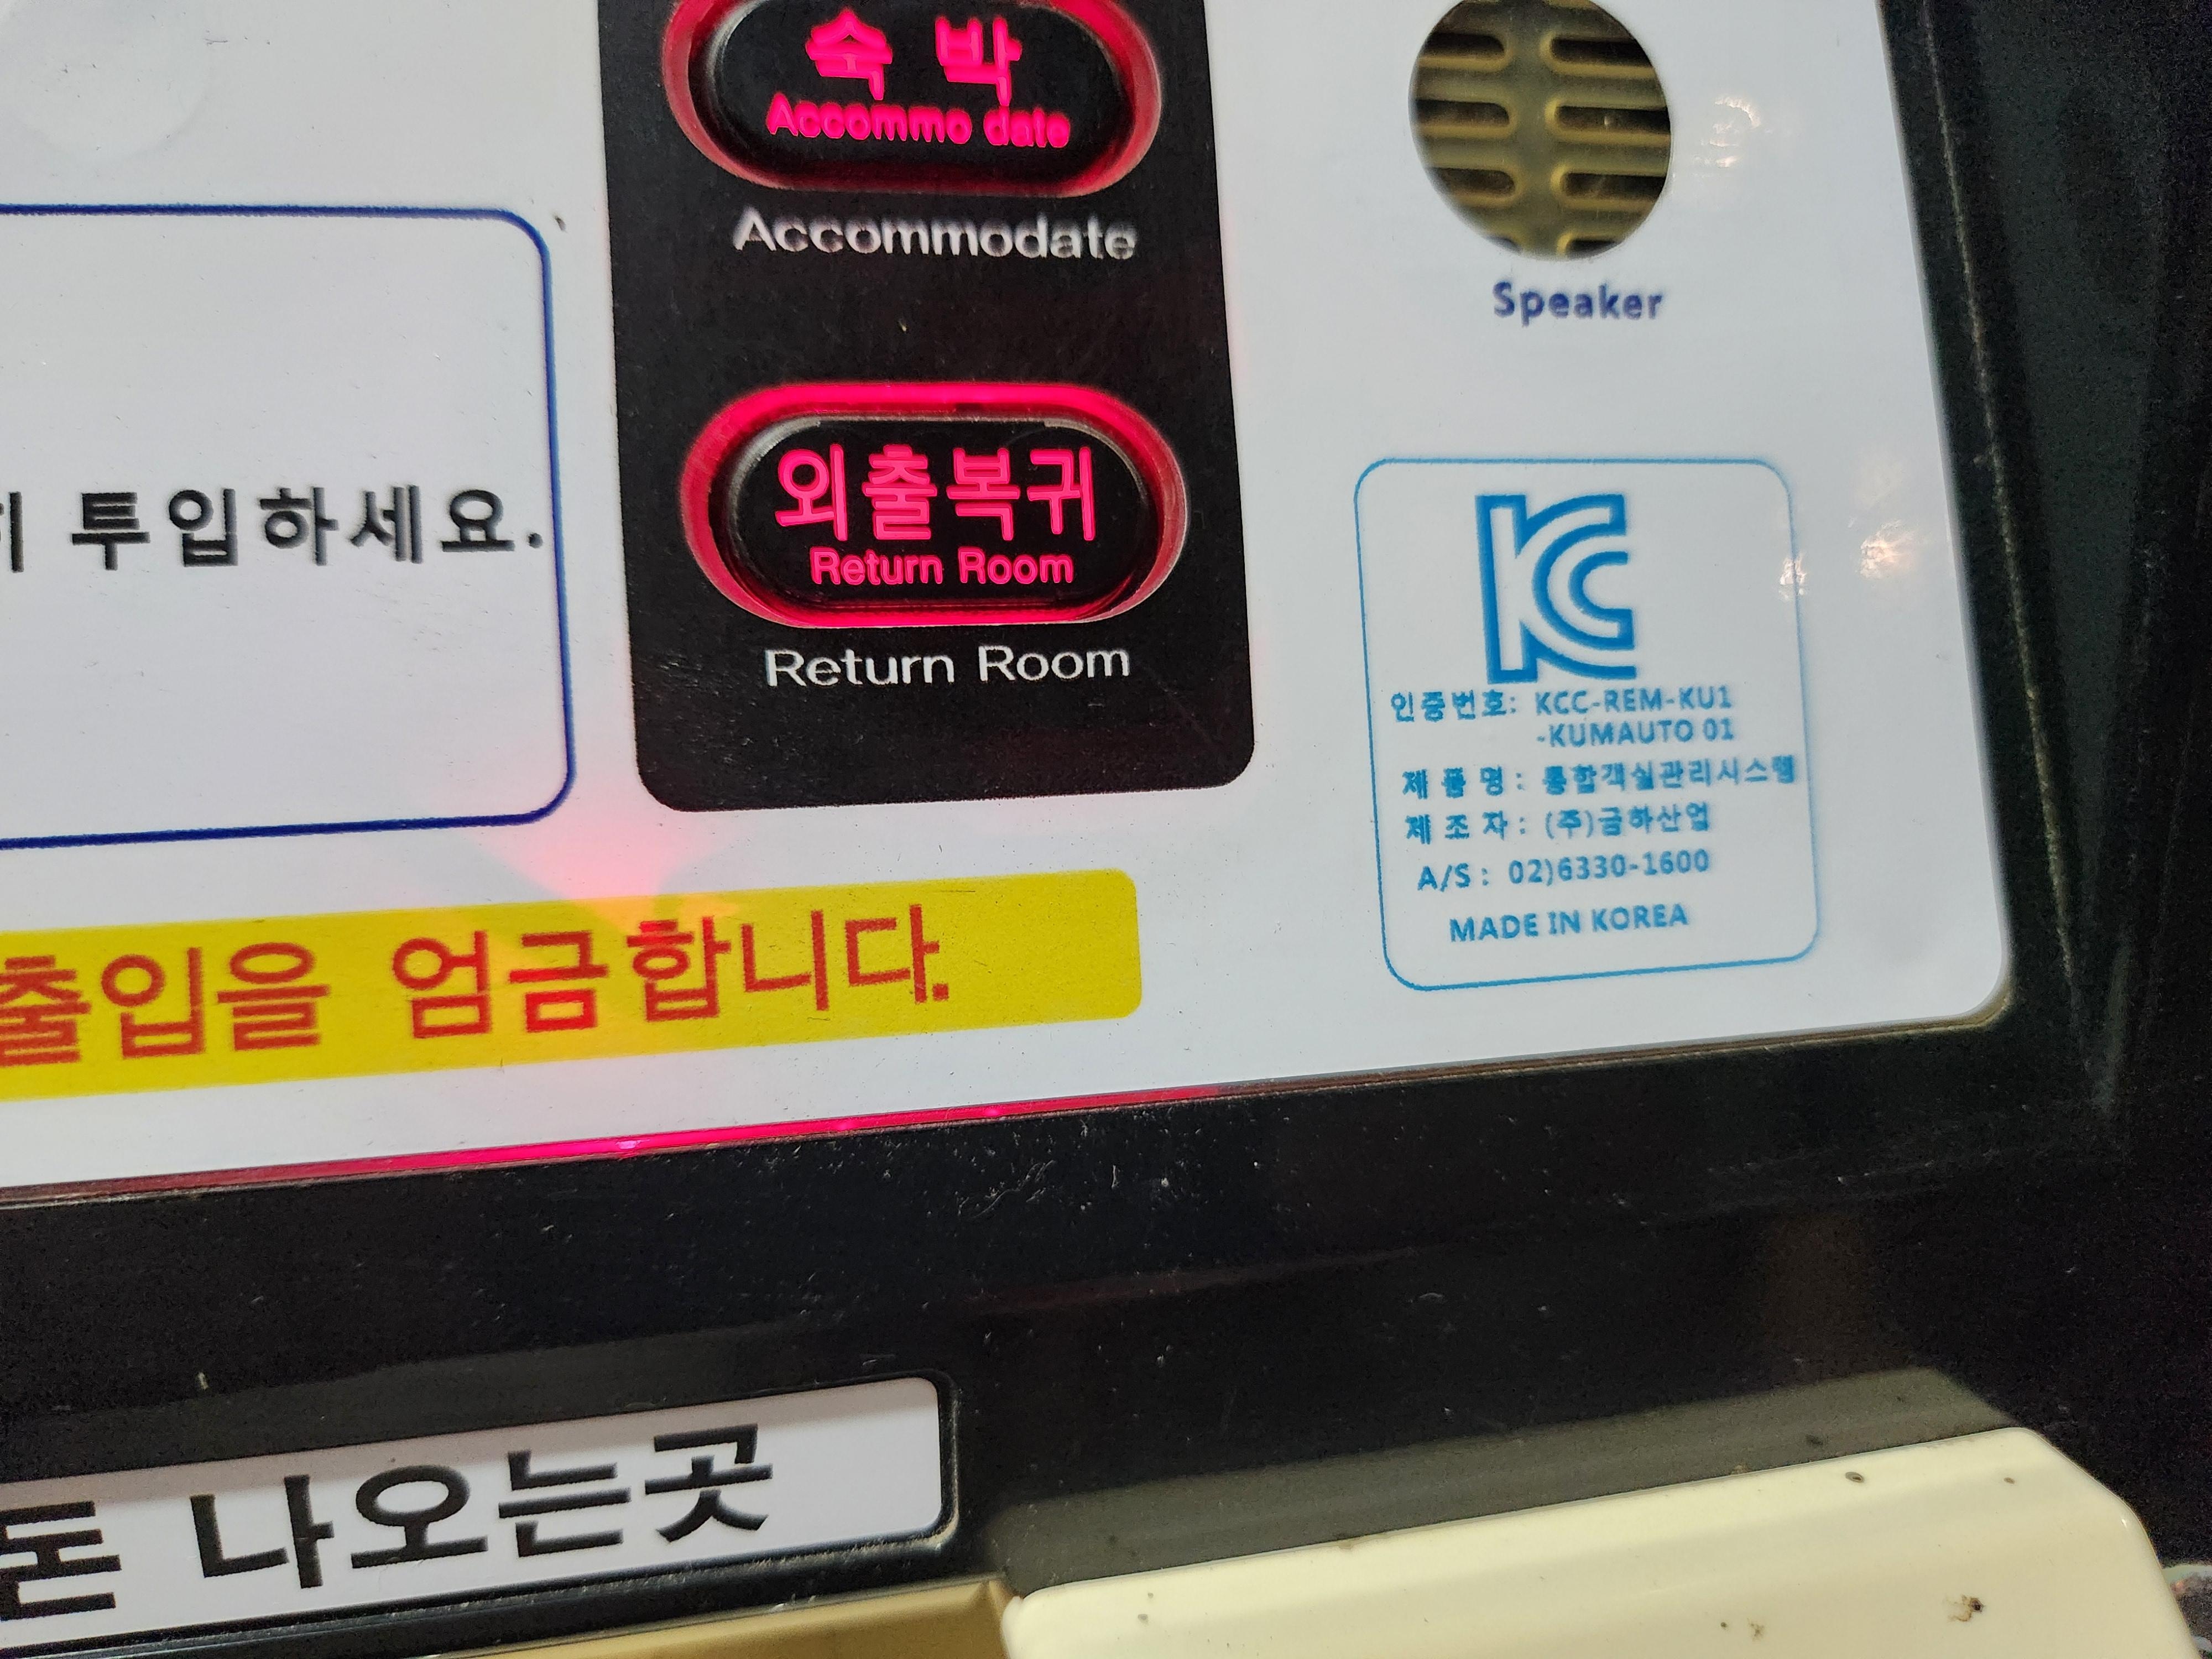 숙 박
Accommo date
Accommodate
Speaker
투입하세요.
외출복귀
Return Room
Return Room
KC
인증번호: KCC-REM-KU1
-KUMAUTO 01
제 품 명 : 통합객실관리시스템
제 조 자 : (주)금하산업
A/S : 02)6330-1600
MADE IN KOREA
출입을 엄금합니다.
돈 나오는곳